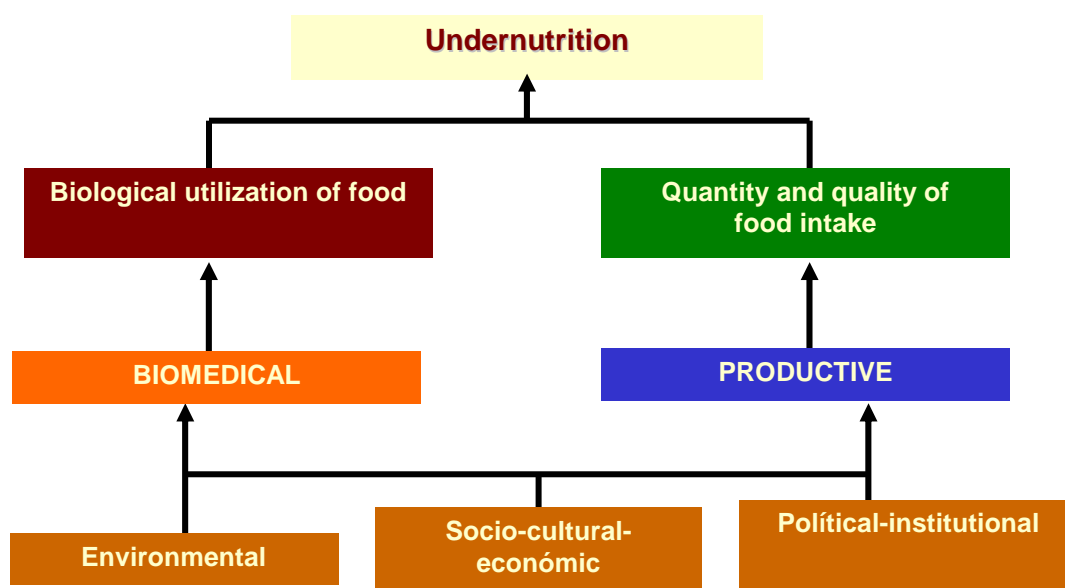 Undernutrition
Biological utilization of food
Quantity and quality of
food intake
BIOMEDICAL
PRODUCTIVE
Environmental
Socio-cultural-
económic
Polítical-institutional